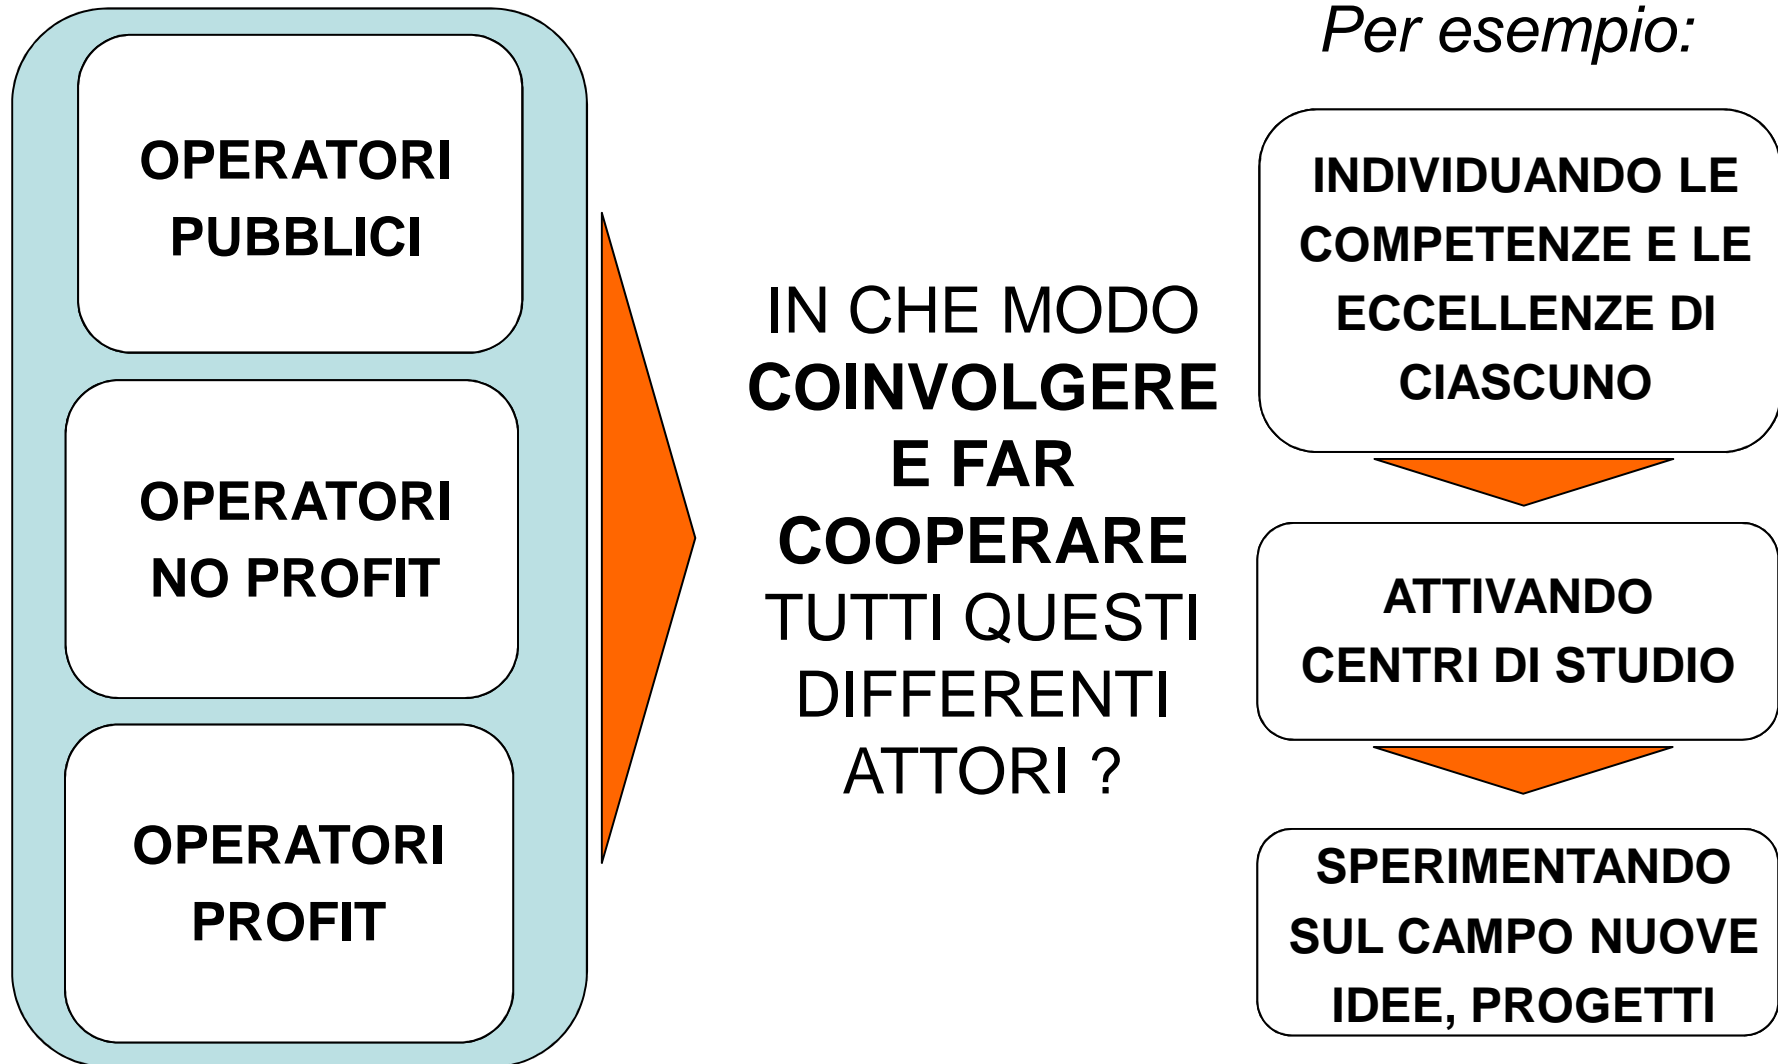 OPERATORI
PUBBLICI
OPERATORI
NO PROFIT
OPERATORI
PROFIT
IN CHE MODO
COINVOLGERE
E FAR
COOPERARE
TUTTI QUESTI
DIFFERENTI
ATTORI ?
Per esempio:
INDIVIDUANDO LE
COMPETENZE E LE
ECCELLENZE DI
CIASCUNO
ATTIVANDO
CENTRI DI STUDIO
SPERIMENTANDO
SUL CAMPO NUOVE
IDEE, PROGETTI